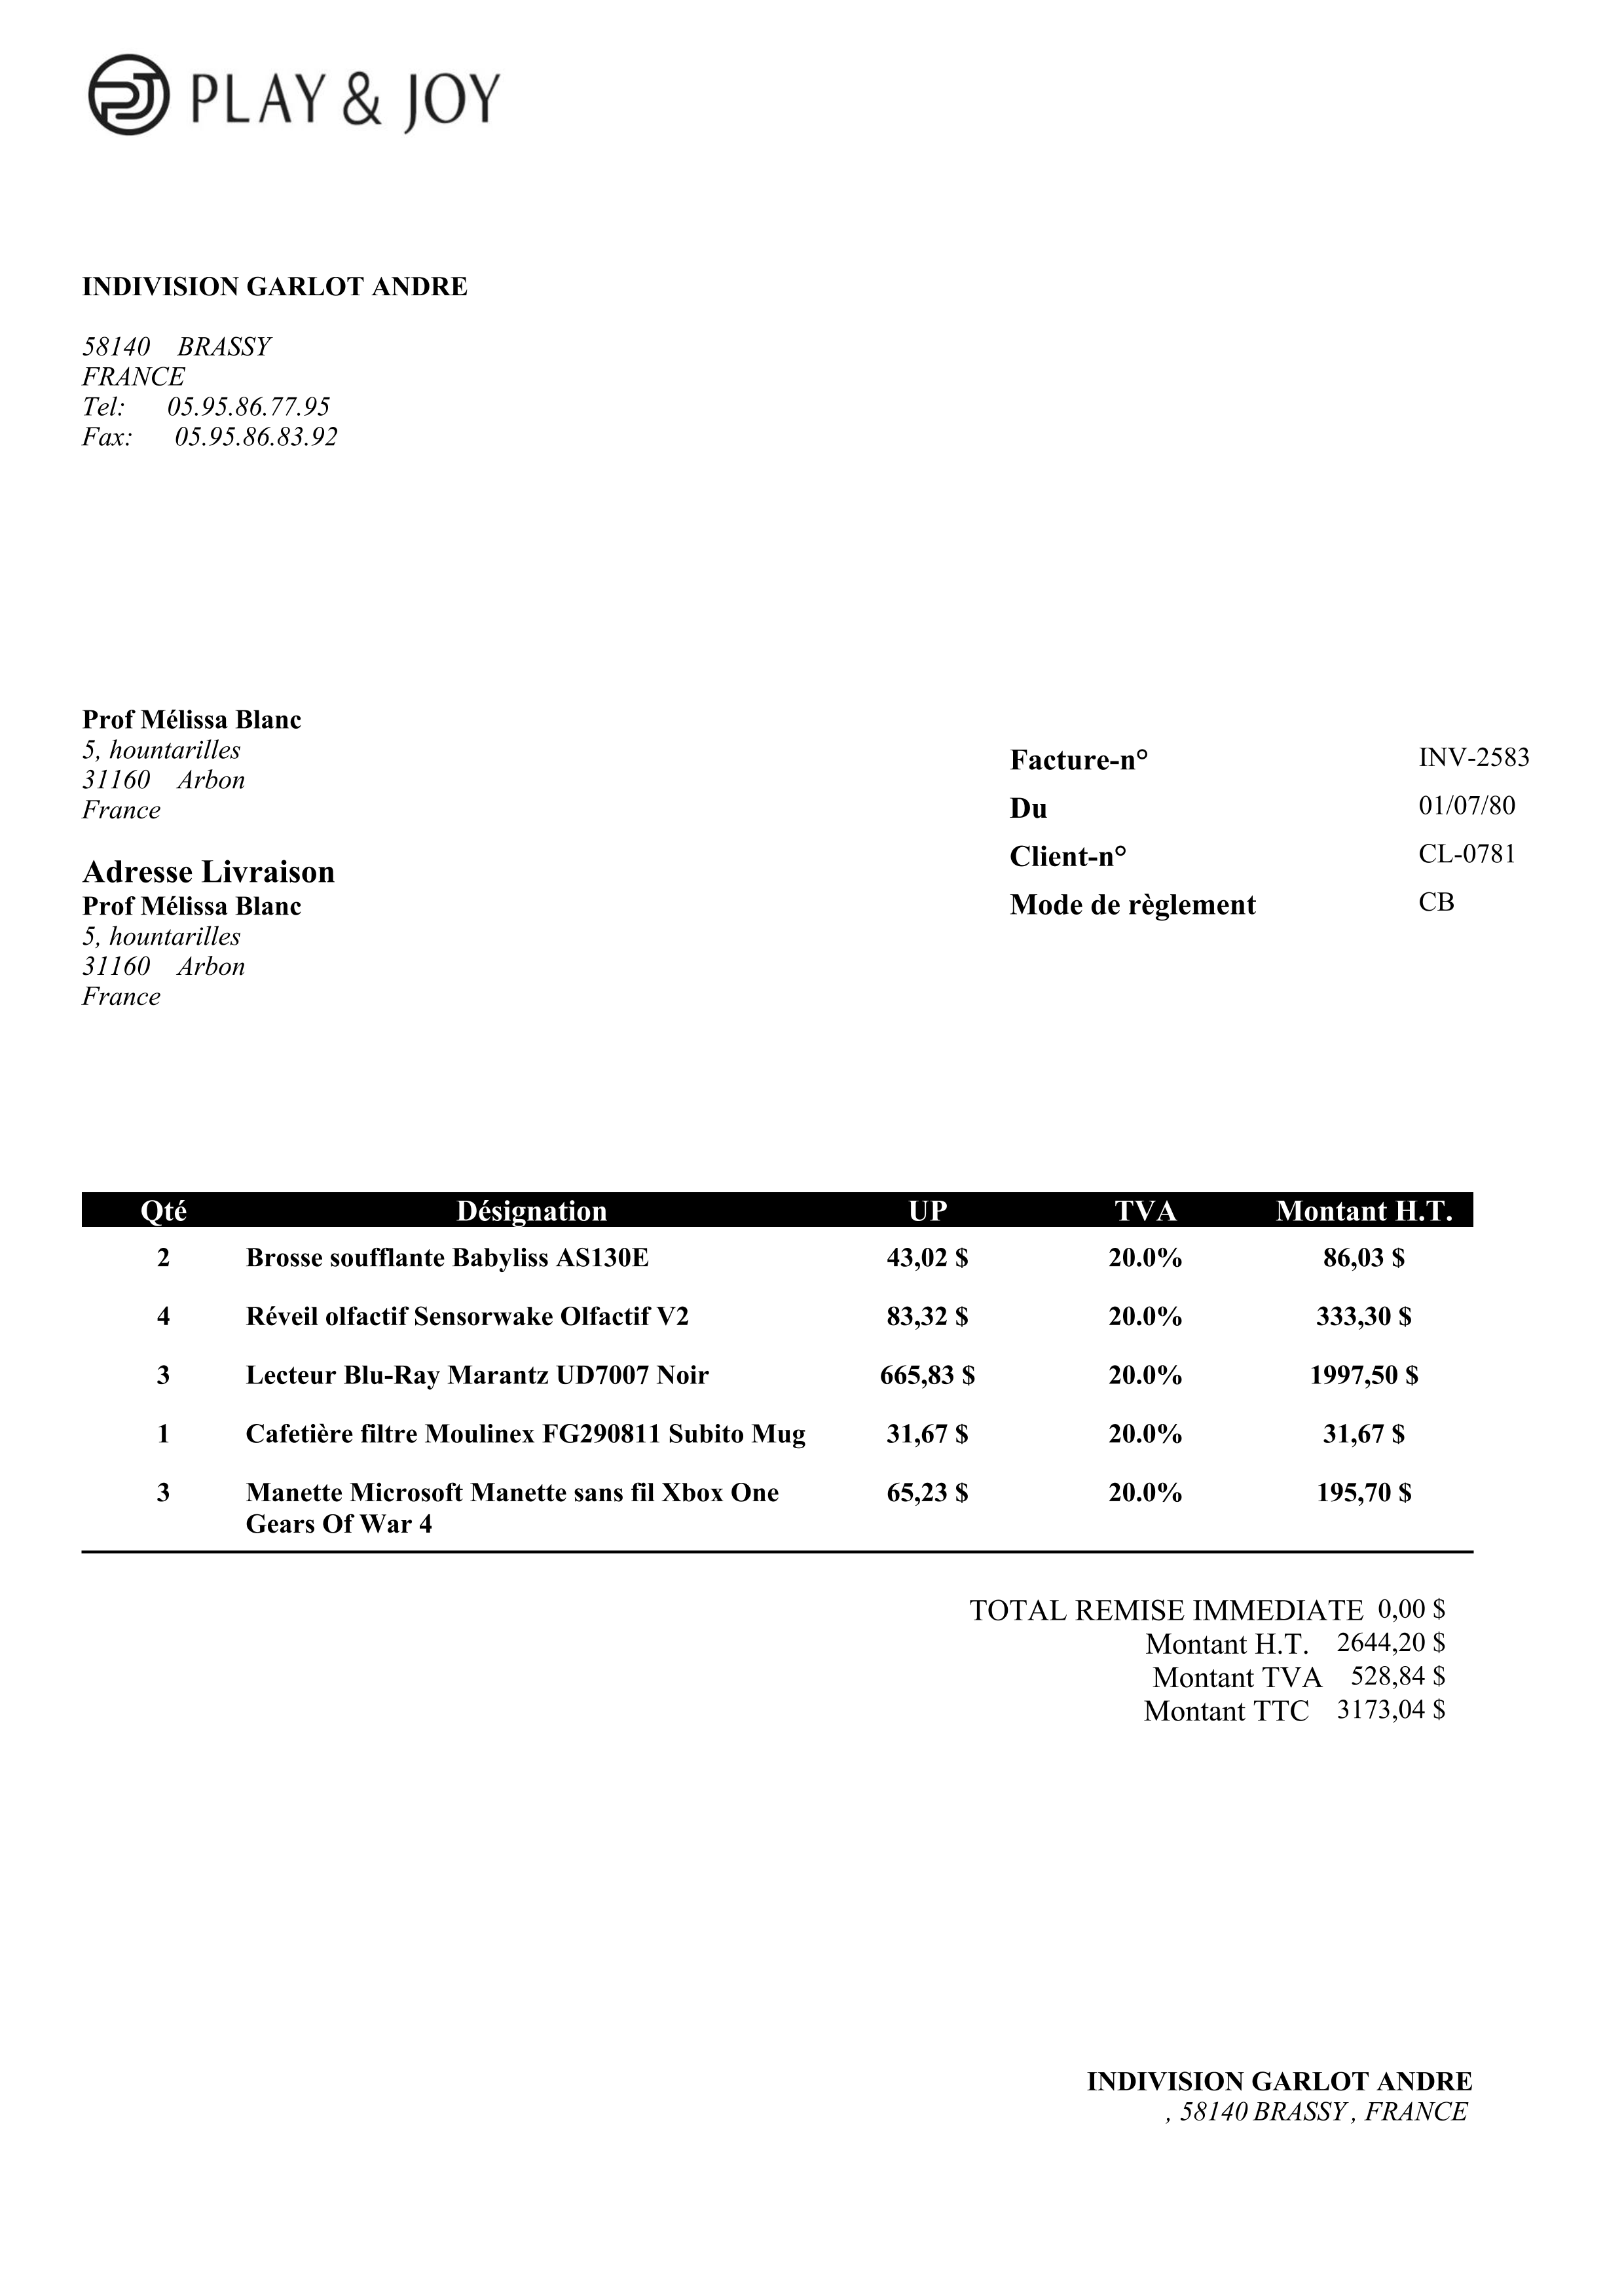 PLAY & JOY
INDIVISION GARLOT ANDRE
58140 BRASSY
FRANCE
Tel: 05.95.86.77.95
Fax: 05.95.86.83.92
Prof Mélissa Blanc
5, hountarilles
31160 Arbon
France
Adresse Livraison
Prof Mélissa Blanc
5, hountarilles
31160 Arbon
France
Facture-n° INV-2583
Du 01/07/80
Client-n° CL-0781
Mode de règlement CB
Qté Désignation UP TVA Montant H.T.
2 Brosse soufflante Babyliss AS130E 43,02 $ 20.0% 86,03 $
4 Réveil olfactif Sensorwake Olfactif V2 83,32 $ 20.0% 333,30 $
3 Lecteur Blu-Ray Marantz UD7007 Noir 665,83 $ 20.0% 1997,50 $
1 Cafetière filtre Moulinex FG290811 Subito Mug 31,67 $ 20.0% 31,67 $
3 Manette Microsoft Manette sans fil Xbox One 65,23 $ 20.0% 195,70 $
Gears Of War 4
TOTAL REMISE IMMEDIATE 0,00 $
Montant H.T. 2644,20 $
Montant TVA 528,84 $
Montant TTC 3173,04 $
INDIVISION GARLOT ANDRE
, 58140 BRASSY , FRANCE